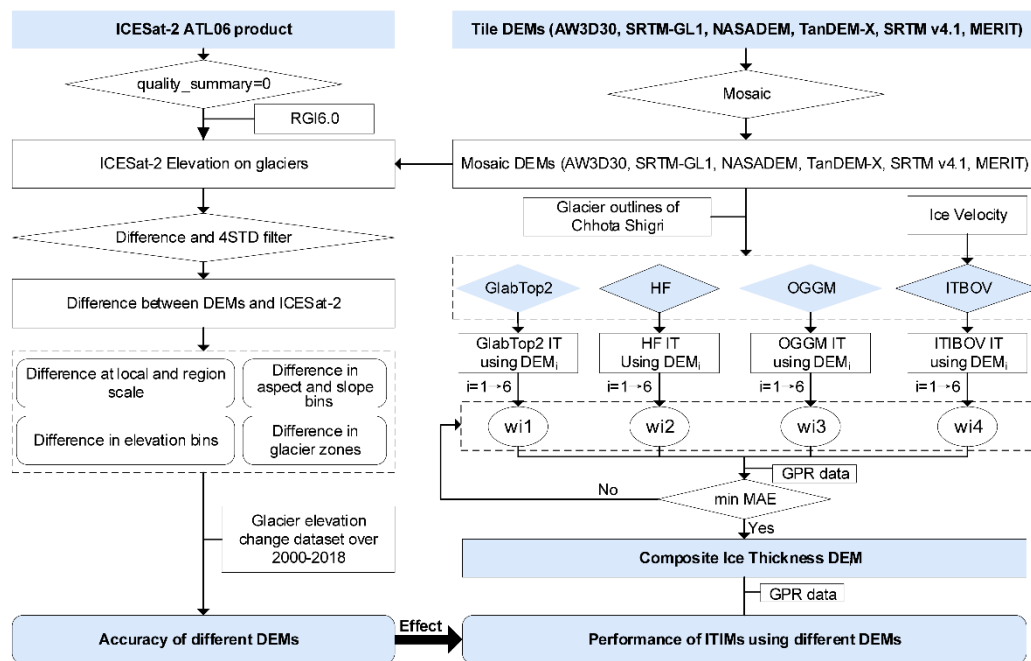 ICESat-2 ATL06 product
Tile DEMs (AW3D30, SRTM-GL1, NASADEM, TanDEM-X, SRTM v4.1, MERIT)
quality_summary=0
Mosaic
RGI6.0
ICESat-2 Elevation on glaciers
Mosaic DEMs (AW3D30, SRTM-GL1, NASADEM, TanDEM-X, SRTM v4.1, MERIT)
Glacier outlines of
Chhota Shigri
Ice Velocity
Difference and 4STD filter
GlabTop2
HF
OGGM
ITBOV
Difference between DEMs and ICESat-2
GlabTop2 IT
using DEMi
HF IT
Using DEMi
OGGM IT
using DEMi
ITIBOV IT
using DEMi
i=1→6
i=1→6
i=1→6
i=1→6
Difference at local and region
scale
Difference in
aspect and slope
bins
Difference in elevation bins
Difference in
glacier zones
wi1
wi2
wi3
wi4
GPR data
No
min MAE
Yes
Glacier elevation
change dataset over
2000-2018
Composite Ice Thickness DEMi
GPR data
Accuracy of different DEMs
Effect
Performance of ITIMs using different DEMs